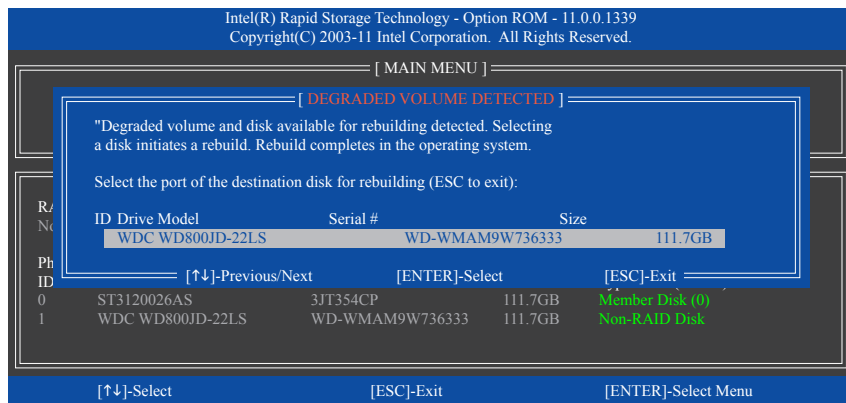 Intel(R) Rapid Storage Technology - Option ROM - 11.0.0.1339
Copyright(C) 2003-11 Intel Corporation. All Rights Reserved.
[ MAIN MENU ]
[ DEGRADED VOLUME DETECTED ]
"Degraded volume and disk available for rebuilding detected. Selecting
a disk initiates a rebuild. Rebuild completes in the operating system.
Select the port of the destination disk for rebuilding (ESC to exit):
ID Drive Model Serial # Size
WDC WD800JD-22LS WD-WMAM9W736333 111.7GB
[↑↓]-Previous/Next [ENTER]-Select [ESC]-Exit
ID
0 ST3120026AS 3JT354CP 111.7GB Member Disk (0)
1 WDC WD800JD-22LS WD-WMAM9W736333 111.7GB Non-RAID Disk
[↑↓]-Select [ESC]-Exit [ENTER]-Select Menu